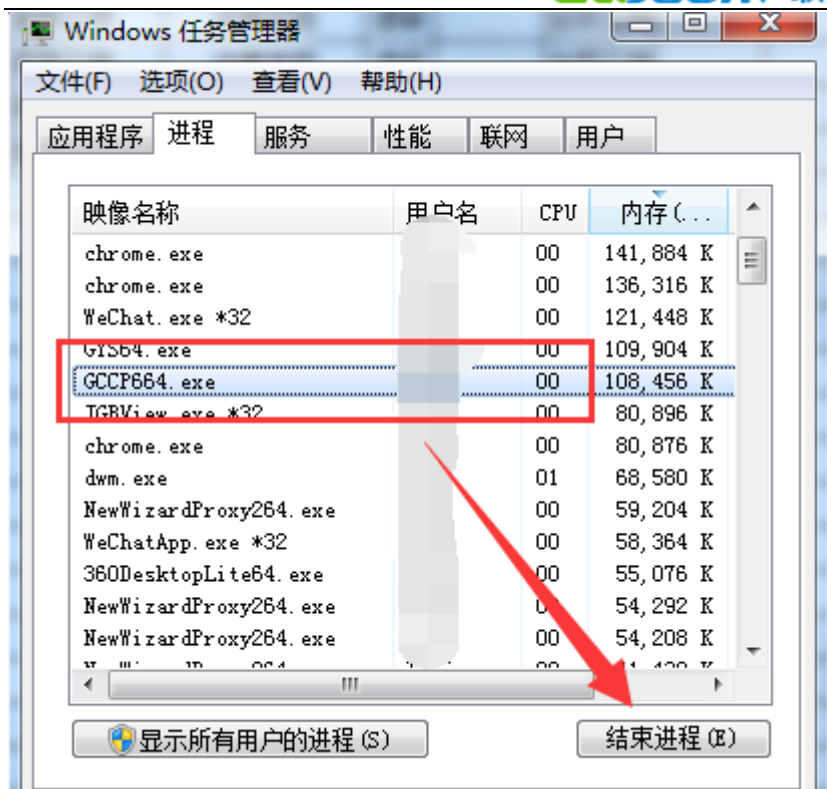 Windows 任务管理器
文件(F) 选项(O) 查看(V) 帮助(H)
应用程序 进程 服务 性能 联网 用户
映像名称 用户名 CPU 内存(...
chrome.exe 00 141,884 K
chrome.exe 00 136,316 K
WeChat.exe *32 00 121,448 K
GYS64.exe 00 109,904 K
GCCP664.exe 00 108,456 K
TGBView.exe *32 00 80,896 K
chrome.exe 00 80,876 K
dwm.exe 01 68,580 K
NewWizardProxy264.exe 00 59,204 K
WeChatApp.exe *32 00 58,364 K
360DesktopLite64.exe 00 55,076 K
NewWizardProxy264.exe 00 54,292 K
NewWizardProxy264.exe 00 54,208 K
显示所有用户的进程(S) 结束进程(E)